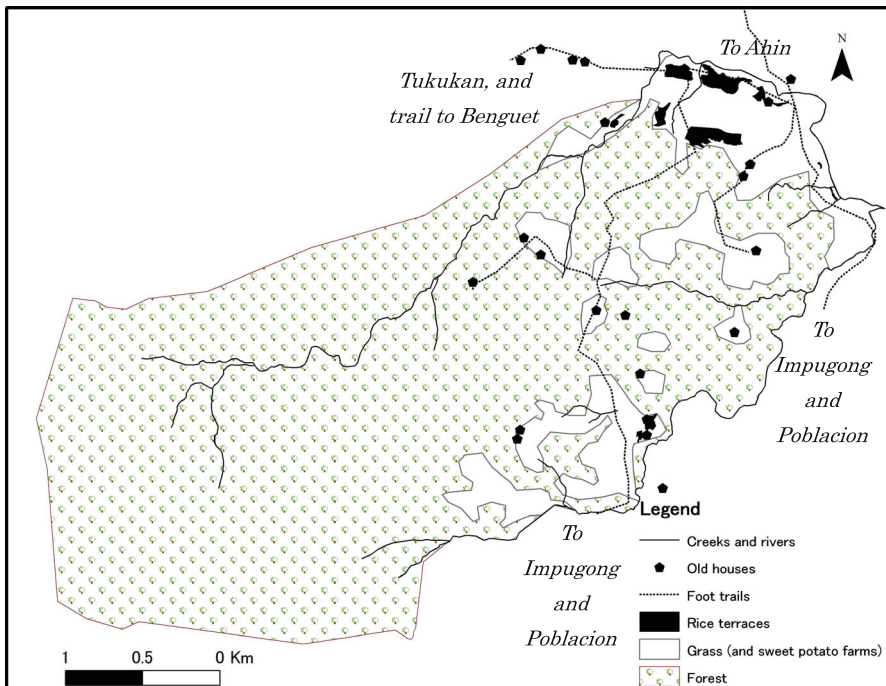 To Ahin
N
Tukukan, and
trail to Benguet
To
Impugong
and
Poblacion
To
Impugong
and
Poblacion
Legend
Creeks and rivers
Old houses
Foot trails
Rice terraces
Grass (and sweet potato farms)
Forest
1 0.5 0 Km